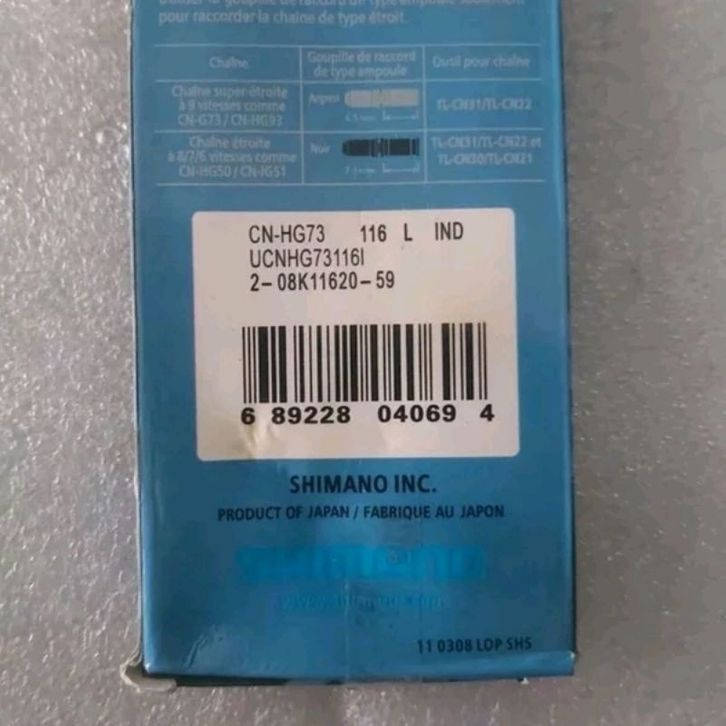 pour raccorder la chaîne de type étroit.
Chaîne
Goupille de raccord
de type ampoule
Outil pour chaîne
Chaîne super-étroite
à 9 vitesses comme
CN-G73 / CN-HG93
Argent
TL-CN31/TL-CN22
Chaîne étroite
à 8/7/6 vitesses comme
CN-HG50 / CN-IG51
Noir
TL-CN31/TL-CN22 et
TL-CN30/TL-CN21
CN-HG73 116 L IND
UCNHG73116I
2-08K11620-59
6 89228 04069 4
SHIMANO INC.
PRODUCT OF JAPAN / FABRIQUE AU JAPON
SHIMANO
11 0308 LOP SHS